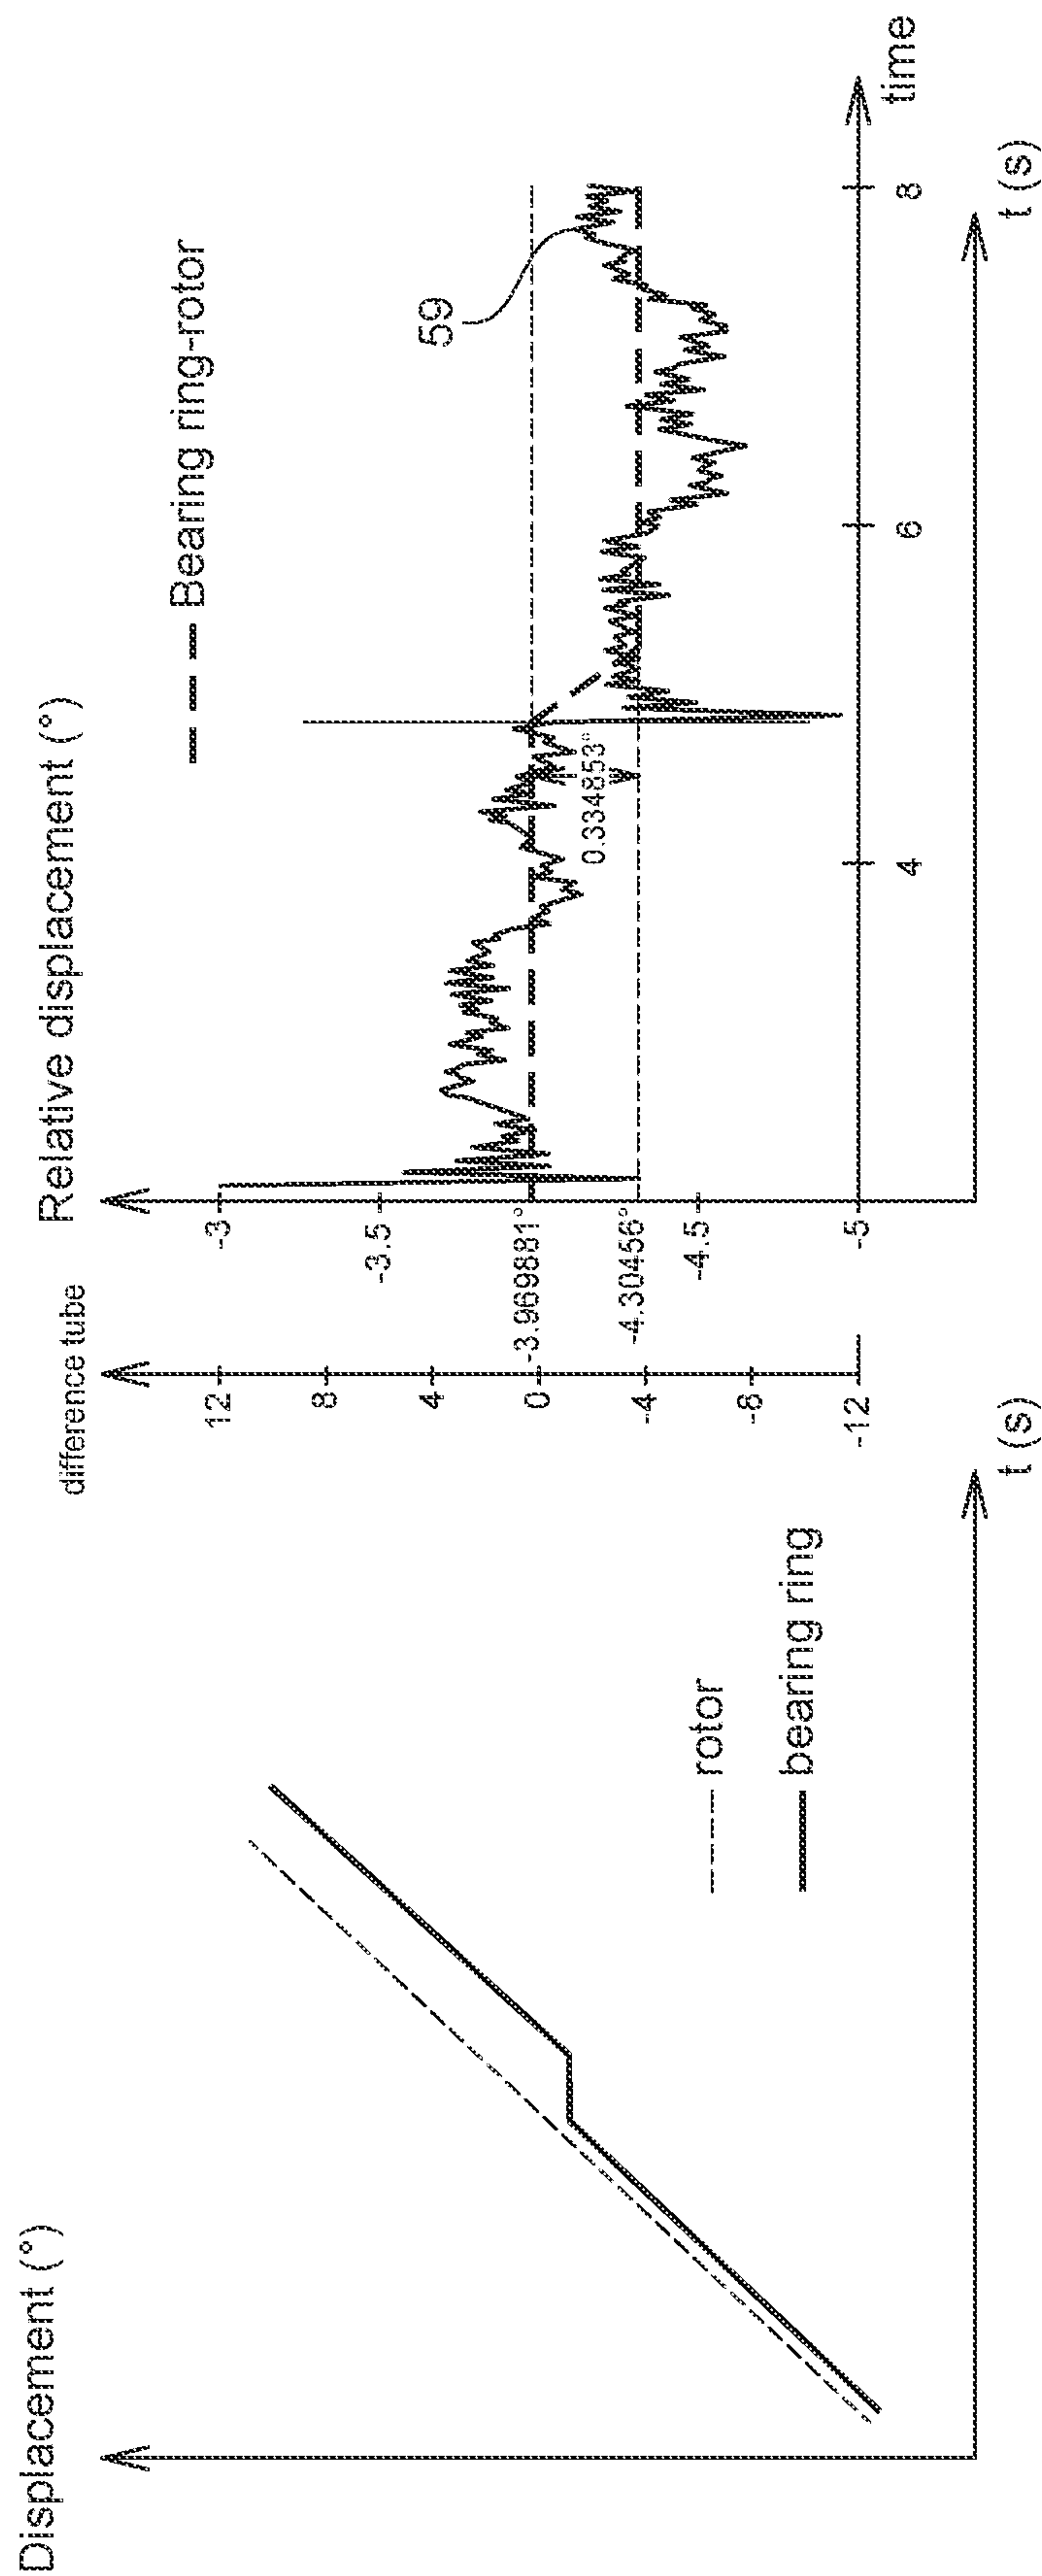 Displacement (°)
rotor
bearing ring
t (s)
difference tube
12
8
4
0
-4
-8
-12
Relative displacement (°)
Bearing ring-rotor
-3
-3.5
-3.969881°
-4.30456°
-4.5
-5
0.334853°
59
4
6
8
time
t (s)